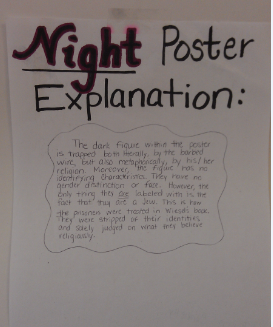 Night Poster
Explanation:
The dark figure within the poster
is trapped both literally, by the barbed
wire, but also metaphorically, by his/her
religion. Moreover, the figure has no
identifying characteristics. They have no
gender distinction or face. However, the
only thing they are labeled with is the
fact that they are a Jew. This is how
the prisoners were treated in Wiesel's book.
They were stripped of their identities
and solely judged on what they believe
religiously.